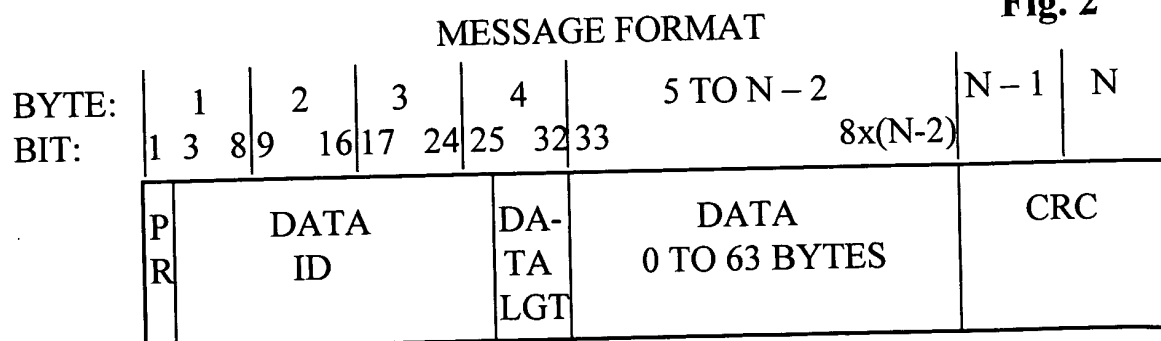 Fig. 2
MESSAGE FORMAT
BYTE: 1 2 3 4 5 TO N – 2 N – 1 N
BIT: 1 3 8 9 16 17 24 25 32 33 8x(N-2)
PR DATA ID DA-TA LGT DATA 0 TO 63 BYTES CRC